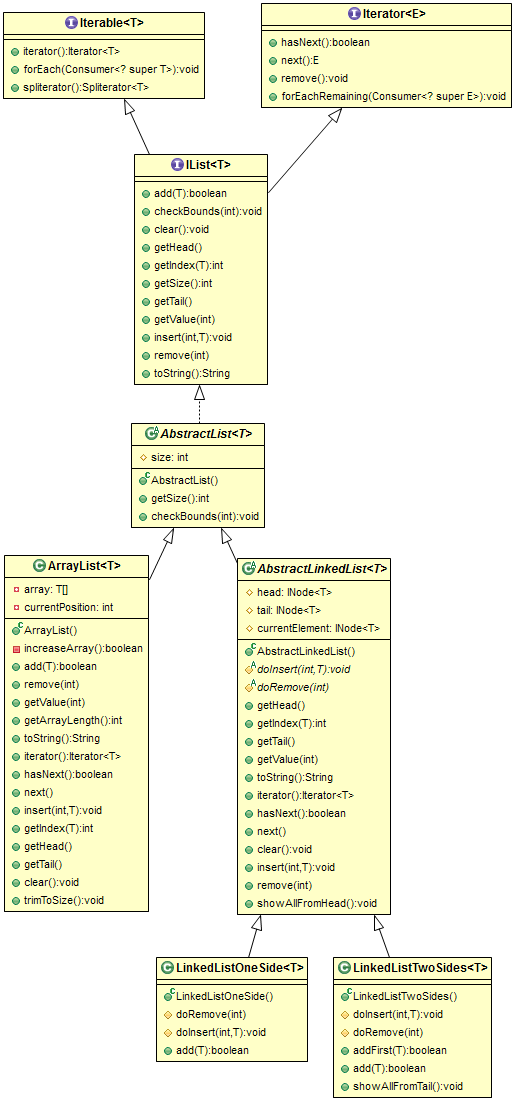 Iterable<T>
iterator():Iterator<T>
forEach(Consumer<? super T>):void
spliterator():Spliterator<T>
Iterator<E>
hasNext():boolean
next():E
remove():void
forEachRemaining(Consumer<? super E>):void
IList<T>
add(T):boolean
checkBounds(int):void
clear():void
getHead()
getIndex(T):int
getSize():int
getTail()
getValue(int)
insert(int,T):void
remove(int)
toString():String
AbstractList<T>
size: int
AbstractList()
getSize():int
checkBounds(int):void
ArrayList<T>
array: T[]
currentPosition: int
ArrayList()
increaseArray():boolean
add(T):boolean
remove(int)
getValue(int)
getArrayLength():int
toString():String
iterator():Iterator<T>
hasNext():boolean
next()
insert(int,T):void
getIndex(T):int
getHead()
getTail()
clear():void
trimToSize():void
AbstractLinkedList<T>
head: INode<T>
tail: INode<T>
currentElement: INode<T>
AbstractLinkedList()
doInsert(int,T):void
doRemove(int)
getHead()
getIndex(T):int
getTail()
getValue(int)
toString():String
iterator():Iterator<T>
hasNext():boolean
next()
clear():void
insert(int,T):void
remove(int)
showAllFromHead():void
LinkedListOneSide<T>
LinkedListOneSide()
doRemove(int)
doInsert(int,T):void
add(T):boolean
LinkedListTwoSides<T>
LinkedListTwoSides()
doInsert(int,T):void
doRemove(int)
addFirst(T):boolean
add(T):boolean
showAllFromTail():void